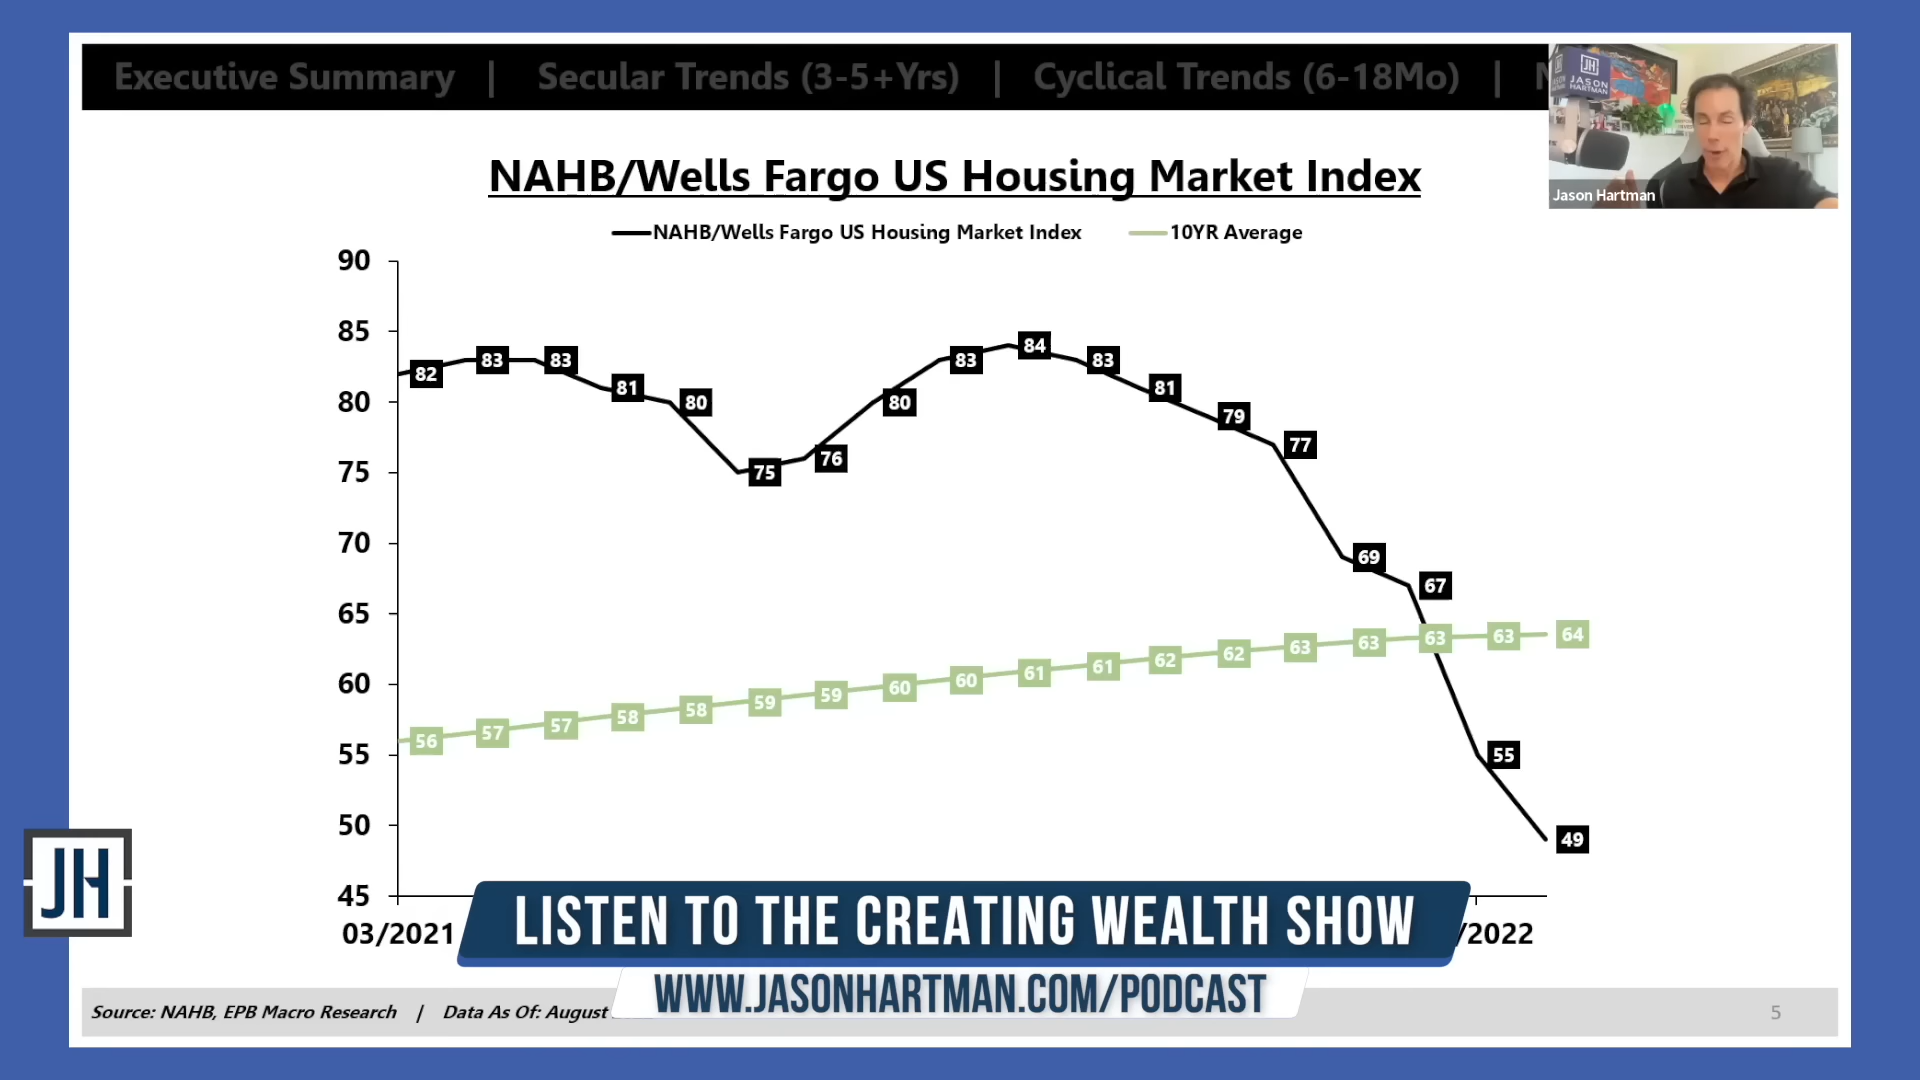 Executive Summary | Secular Trends (3-5+Yrs) | Cyclical Trends (6-18Mo) |
JH
JASON
HARTMAN
Jason Hartman
NAHB/Wells Fargo US Housing Market Index
NAHB/Wells Fargo US Housing Market Index 10YR Average
90
85
80
75
70
65
60
55
50
45
82 83 83 81 80 75 76 80 83 84 83 81 79 77 69 67 55 49
56 57 57 58 58 59 59 60 60 61 61 62 62 63 63 63 63 64
03/2021 /2022
JH
LISTEN TO THE CREATING WEALTH SHOW
WWW.JASONHARTMAN.COM/PODCAST
Source: NAHB, EPB Macro Research | Data As Of: August
5